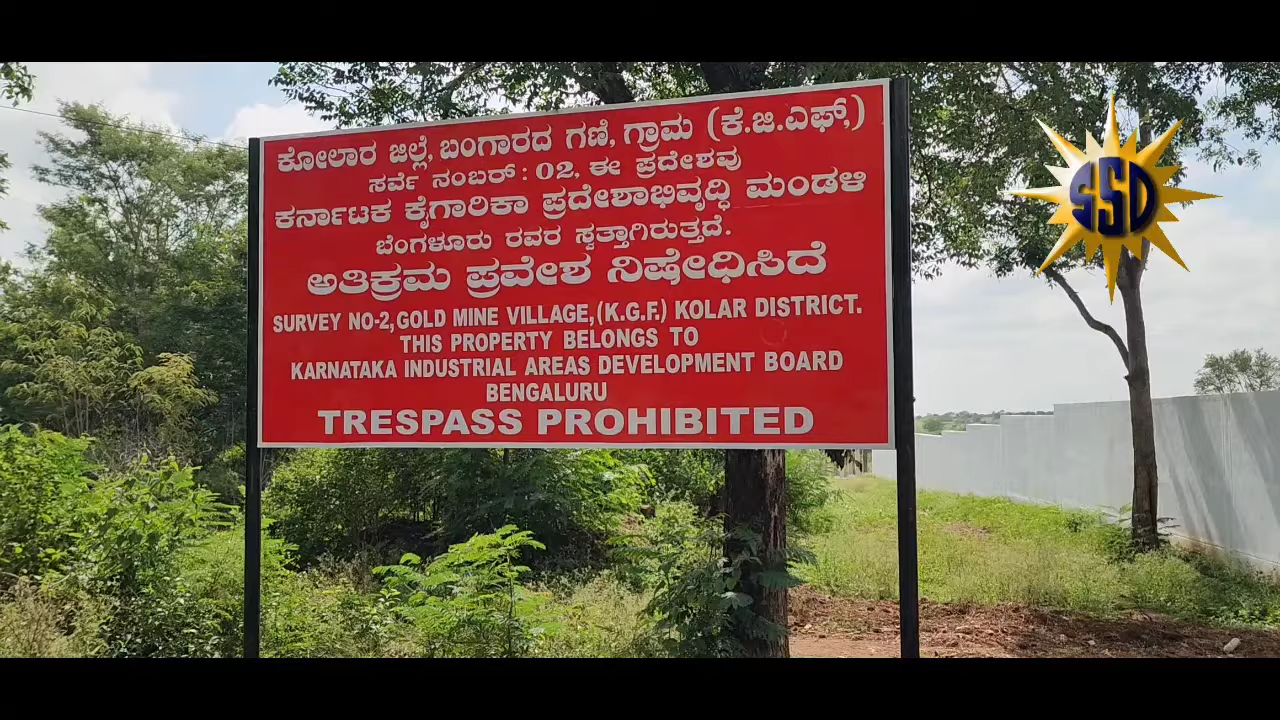 ಕೋಲಾರ ಜಿಲ್ಲೆ, ಬಂಗಾರದ ಗಣಿ, ಗ್ರಾಮ (ಕೆ.ಜಿ.ಎಫ್,)
ಸರ್ವೆ ನಂಬರ್ : 02, ಈ ಪ್ರದೇಶವು
ಕರ್ನಾಟಕ ಕೈಗಾರಿಕಾ ಪ್ರದೇಶಾಭಿವೃದ್ಧಿ ಮಂಡಳಿ
ಬೆಂಗಳೂರು ರವರ ಸ್ವತ್ತಾಗಿರುತ್ತದೆ.
ಅತಿಕ್ರಮ ಪ್ರವೇಶ ನಿಷೇಧಿಸಿದೆ
SURVEY NO-2, GOLD MINE VILLAGE, (K.G.F.) KOLAR DISTRICT.
THIS PROPERTY BELONGS TO
KARNATAKA INDUSTRIAL AREAS DEVELOPMENT BOARD
BENGALURU
TRESPASS PROHIBITED
SSD